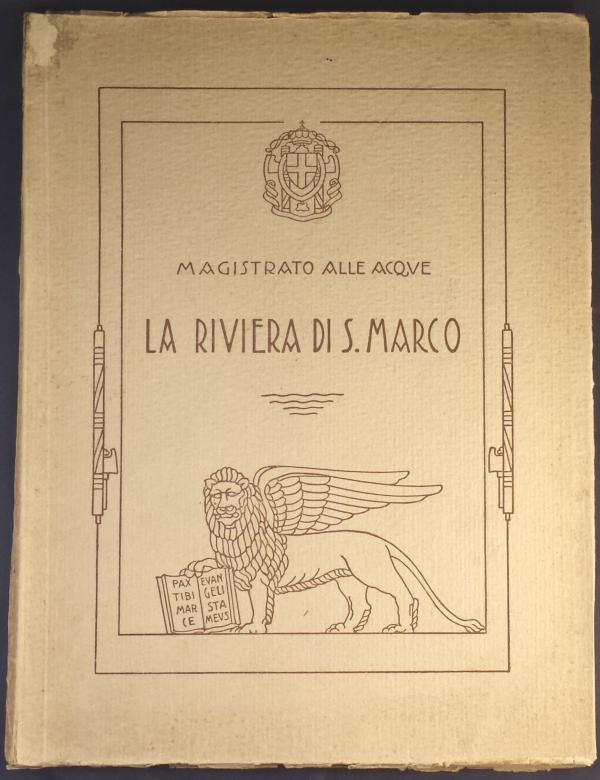 MAGISTRATO ALLE ACQVE
LA RIVIERA DI S. MARCO
PAX
TIBI
MAR
CE
EVAN
GELI
STA
MEVS